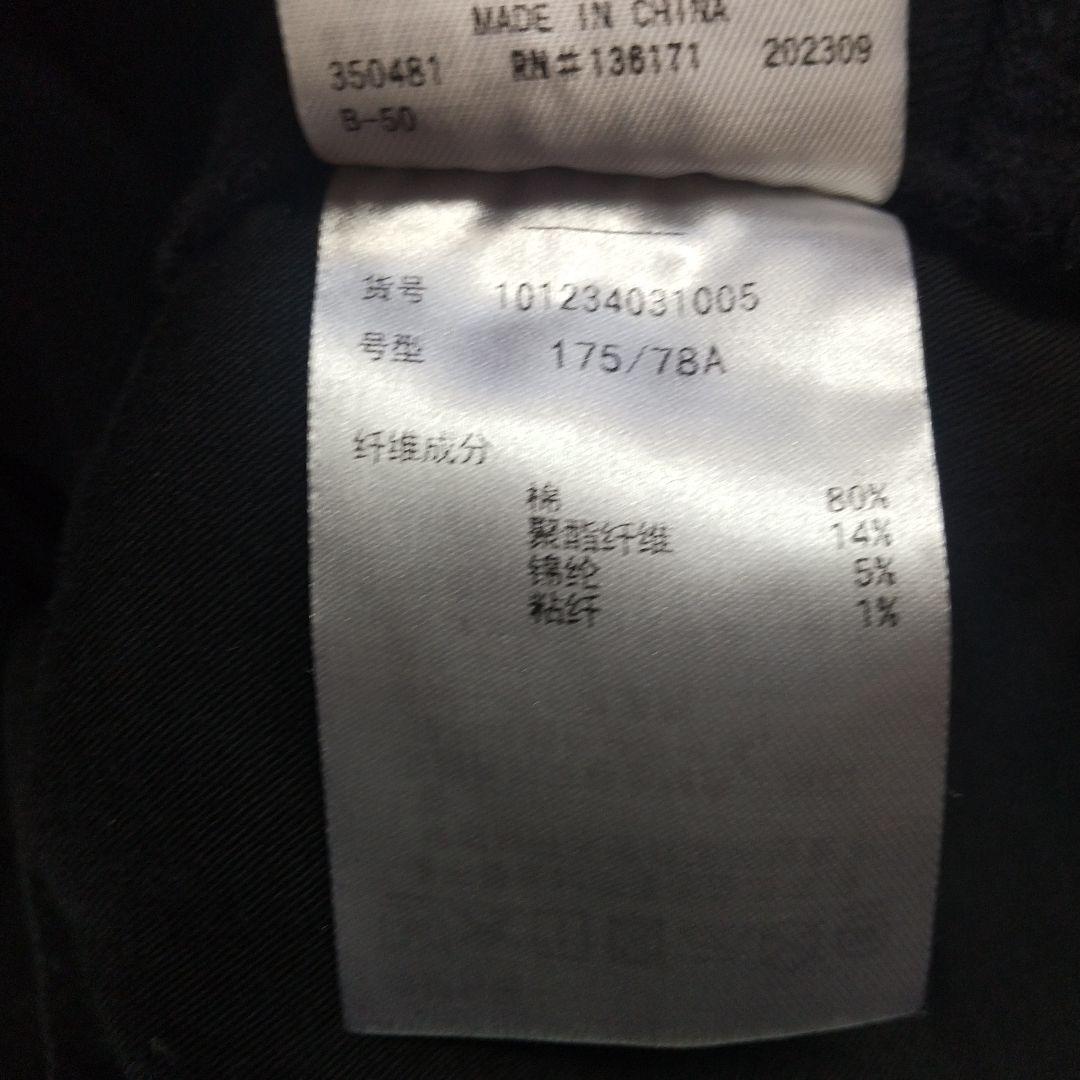 MADE IN CHINA
350481 RN#136171 202309
B-50
货号 101234031005
号型 175/78A
纤维成分
棉 80%
聚酯纤维 14%
锦纶 5%
粘纤 1%